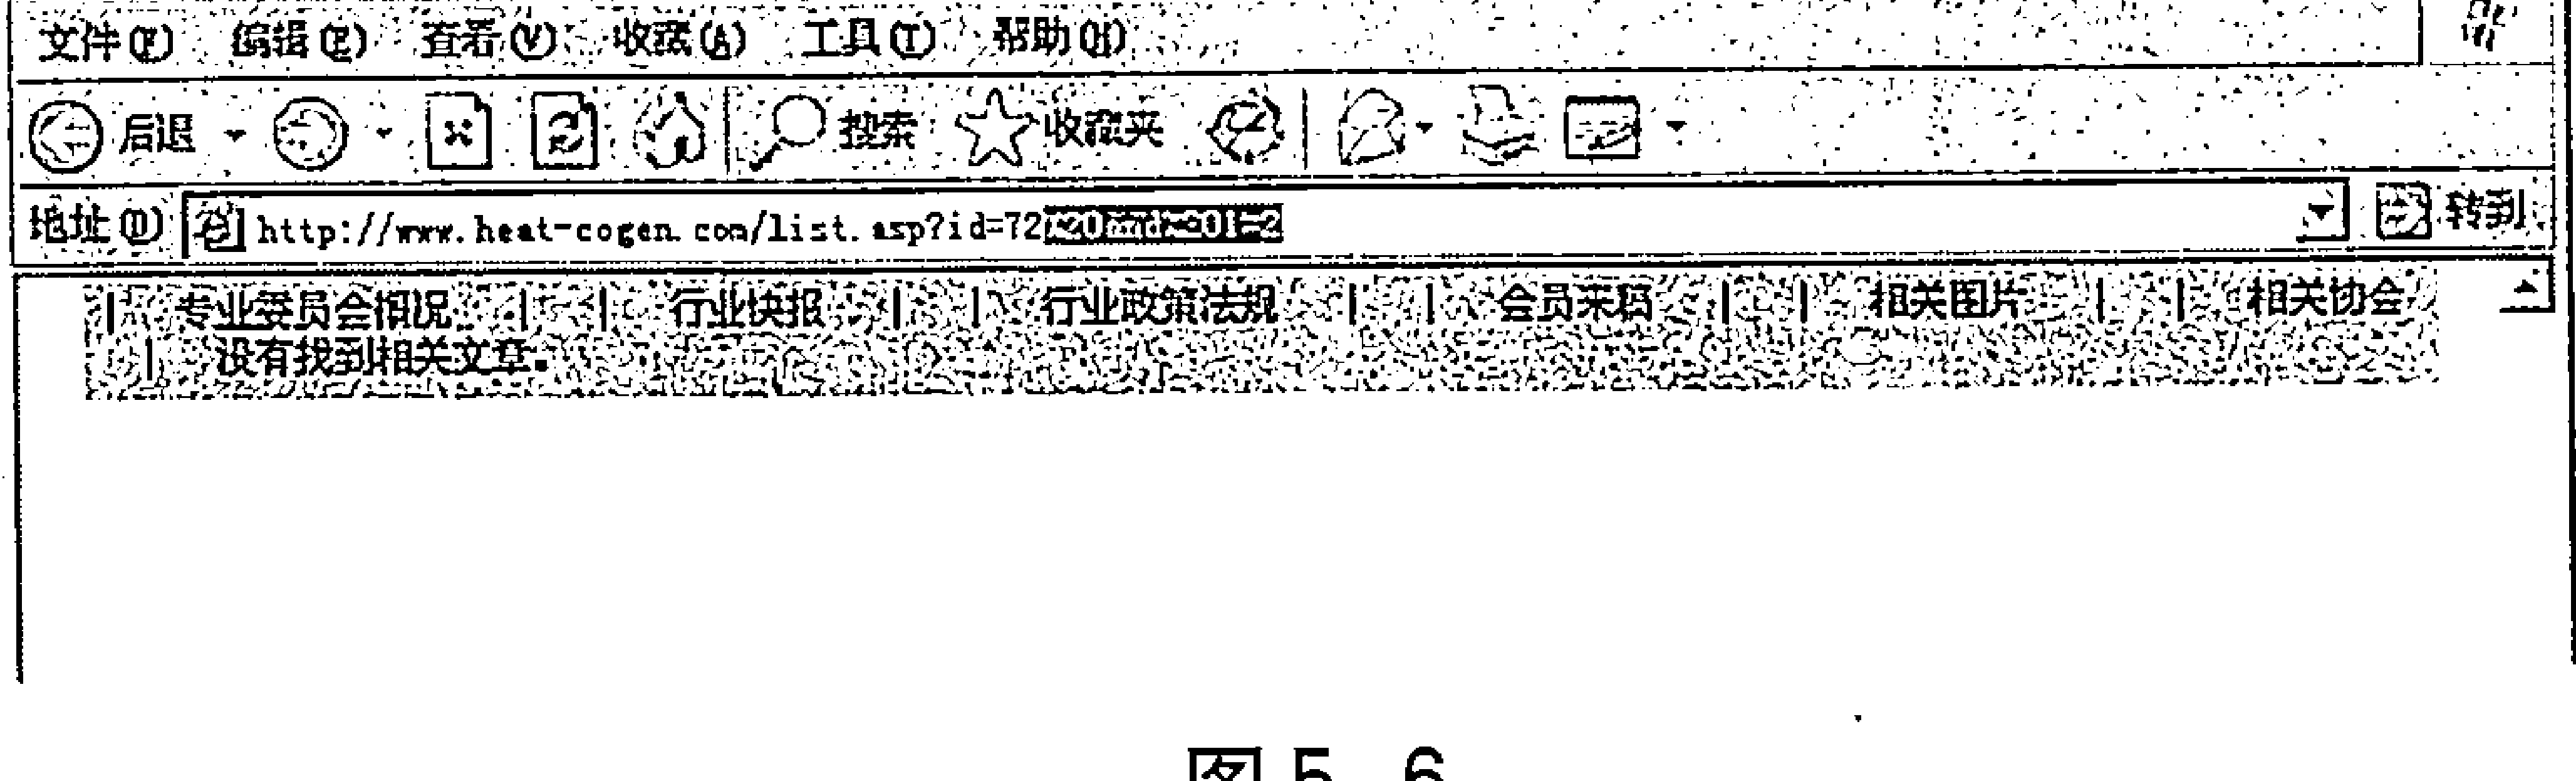 文件(F) 编辑(E) 查看(V) 收藏(A) 工具(T) 帮助(H)
后退 搜索 收藏夹
地址(D) http://www.heat-cogen.com/list.asp?id=72%20and%201=2 转到
| 专业委员会概况 | | 行业快报 | | 行业政策法规 | | 会员来稿 | | 相关图片 | | 相关协会
| 没有找到相关文章.
图 5-6